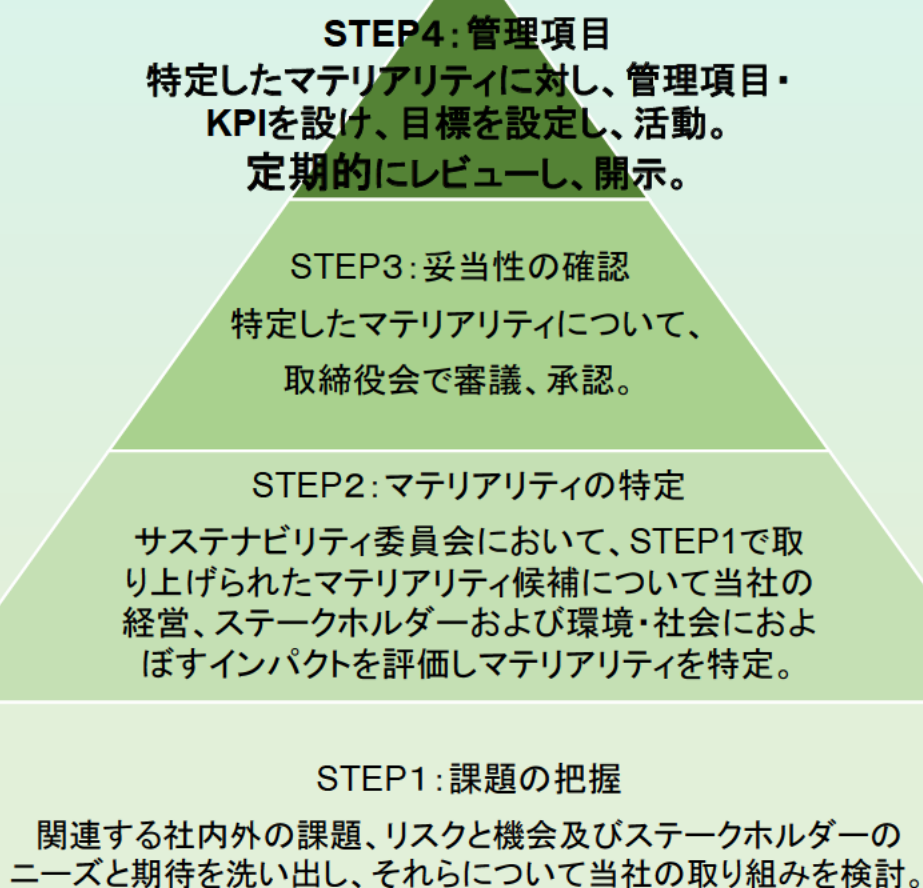 STEP4：管理項目
特定したマテリアリティに対し、管理項目・
KPIを設け、目標を設定し、活動。
定期的にレビューし、開示。
STEP3：妥当性の確認
特定したマテリアリティについて、
取締役会で審議、承認。
STEP２：マテリアリティの特定
サステナビリティ委員会において、STEP1で取
り上げられたマテリアリティ候補について当社の
経営、ステークホルダーおよび環境・社会におよ
ぼすインパクトを評価しマテリアリティを特定。
STEP１：課題の把握
関連する社内外の課題、リスクと機会及びステークホルダーの
ニーズと期待を洗い出し、それらについて当社の取り組みを検討。